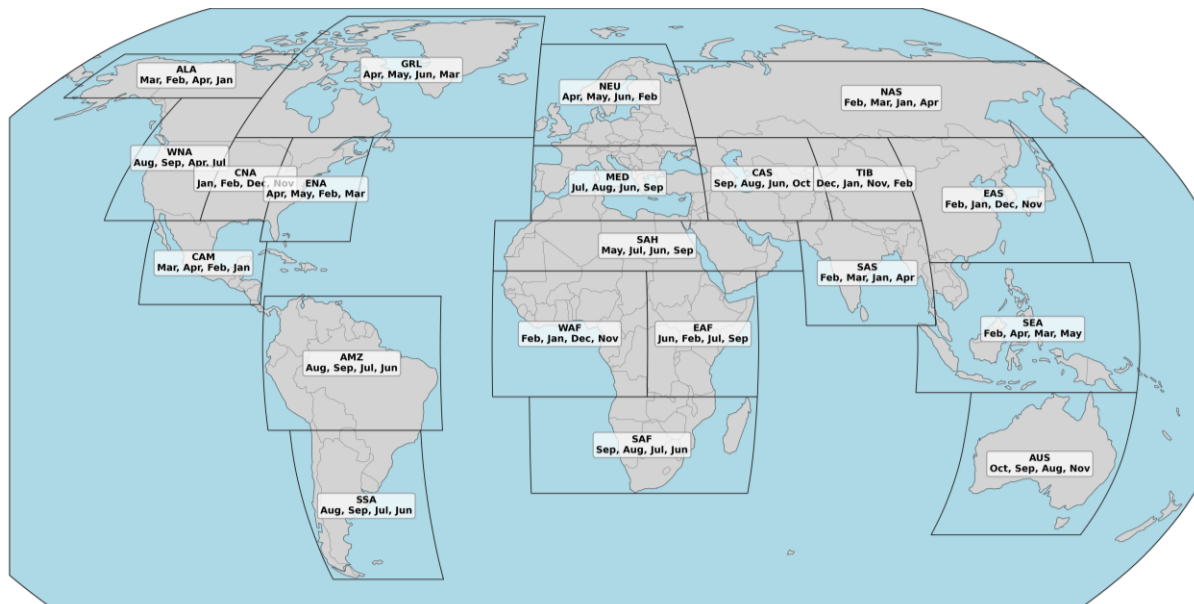 ALA
Mar, Feb, Apr, Jan
GRL
Apr, May, Jun, Mar
NEU
Apr, May, Jun, Feb
NAS
Feb, Mar, Jan, Apr
WNA
Aug, Sep, Apr, Jul
CNA
Jan, Feb, Dec, Nov
ENA
Apr, May, Feb, Mar
MED
Jul, Aug, Jun, Sep
CAS
Sep, Aug, Jun, Oct
TIB
Dec, Jan, Nov, Feb
EAS
Feb, Jan, Dec, Nov
CAM
Mar, Apr, Feb, Jan
SAH
May, Jul, Jun, Sep
SAS
Feb, Mar, Jan, Apr
WAF
Feb, Jan, Dec, Nov
EAF
Jun, Feb, Jul, Sep
SEA
Feb, Apr, Mar, May
AMZ
Aug, Sep, Jul, Jun
SAF
Sep, Aug, Jul, Jun
AUS
Oct, Sep, Aug, Nov
SSA
Aug, Sep, Jul, Jun